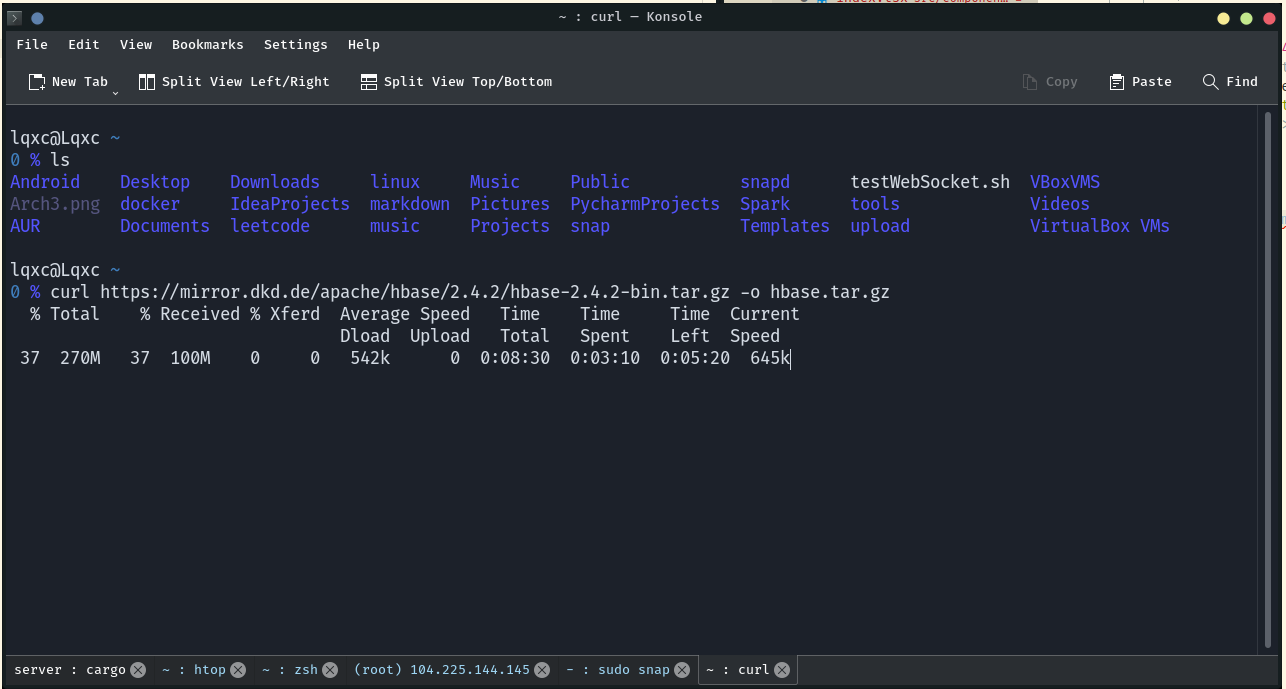 ~ : curl — Konsole
File Edit View Bookmarks Settings Help
New Tab Split View Left/Right Split View Top/Bottom Copy Paste Find
lqxc@Lqxc ~
0 % ls
Android Desktop Downloads linux Music Public snapd testWebSocket.sh VBoxVMS
Arch3.png docker IdeaProjects markdown Pictures PycharmProjects Spark tools Videos
AUR Documents leetcode music Projects snap Templates upload VirtualBox VMs
lqxc@Lqxc ~
0 % curl https://mirror.dkd.de/apache/hbase/2.4.2/hbase-2.4.2-bin.tar.gz -o hbase.tar.gz
% Total % Received % Xferd Average Speed Time Time Time Current
Dload Upload Total Spent Left Speed
37 270M 37 100M 0 0 542k 0 0:08:30 0:03:10 0:05:20 645k
server : cargo ~ : htop ~ : zsh (root) 104.225.144.145 - : sudo snap ~ : curl